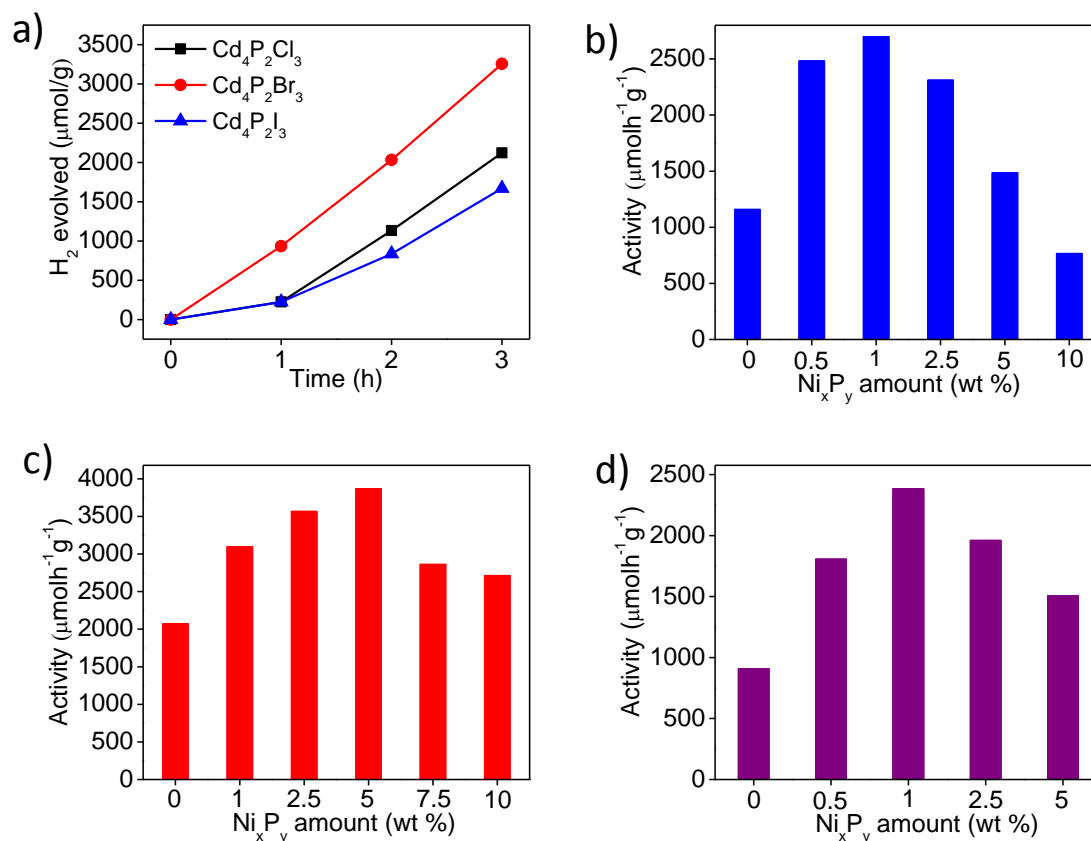 a)
H₂ evolved (μmol/g)
3500
3000
2500
2000
1500
1000
500
0
Cd₄P₂Cl₃
Cd₄P₂Br₃
Cd₄P₂I₃
0 1 2 3
Time (h)
b)
Activity (μmolh⁻¹g⁻¹)
2500
2000
1500
1000
500
0
0 0.5 1 2.5 5 10
NiₓPᵧ amount (wt %)
c)
Activity (μmolh⁻¹g⁻¹)
4000
3500
3000
2500
2000
1500
1000
500
0
0 1 2.5 5 7.5 10
NiₓPᵧ amount (wt %)
d)
Activity (μmolh⁻¹g⁻¹)
2500
2000
1500
1000
500
0
0 0.5 1 2.5 5
NiₓPᵧ amount (wt %)